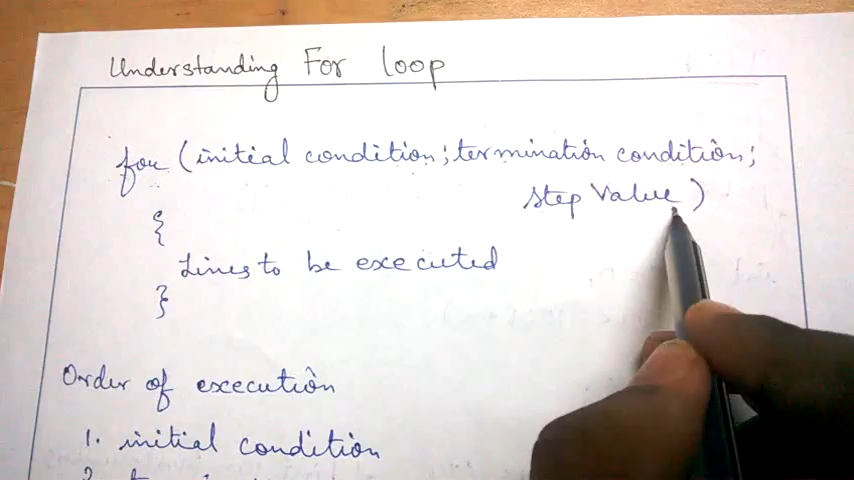 Understanding For loop
for (initial condition; termination condition;
step Value)
{
Lines to be executed
}
Order of execution
1. initial condition
2.